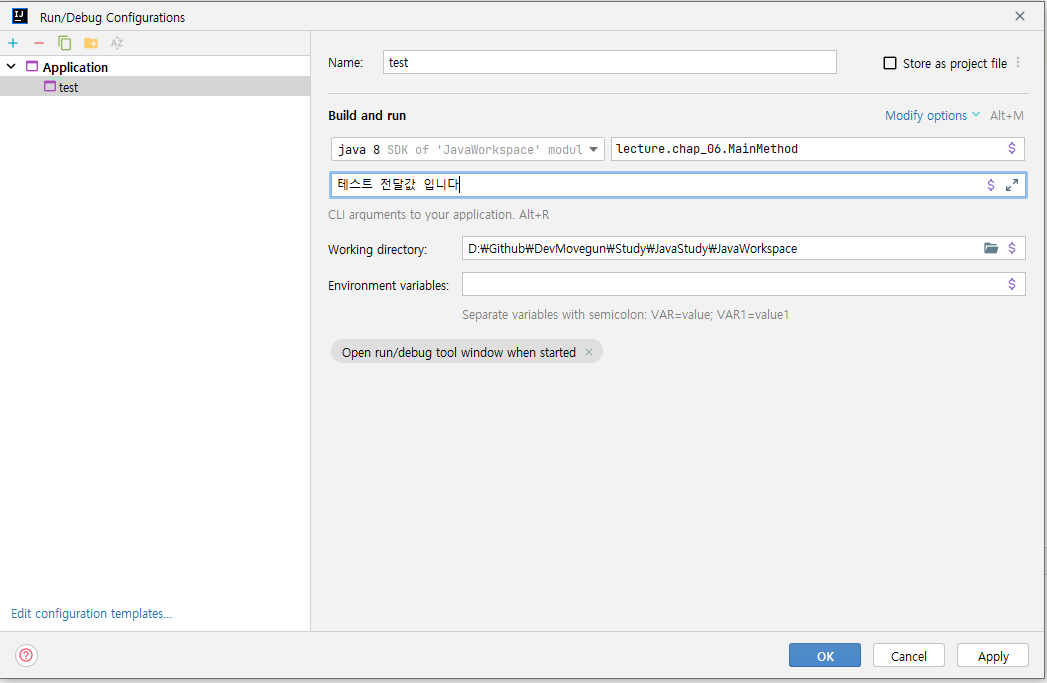 Run/Debug Configurations
Application
test
Edit configuration templates...
Name: test Store as project file
Build and run Modify options Alt+M
java 8 SDK of 'JavaWorkspace' modul lecture.chap_06.MainMethod $
테스트 전달값 입니다 $
CLI arguments to your application. Alt+R
Working directory: D:₩Github₩DevMovegun₩Study₩JavaStudy₩JavaWorkspace $
Environment variables: $
Separate variables with semicolon: VAR=value; VAR1=value1
Open run/debug tool window when started ×
? OK Cancel Apply